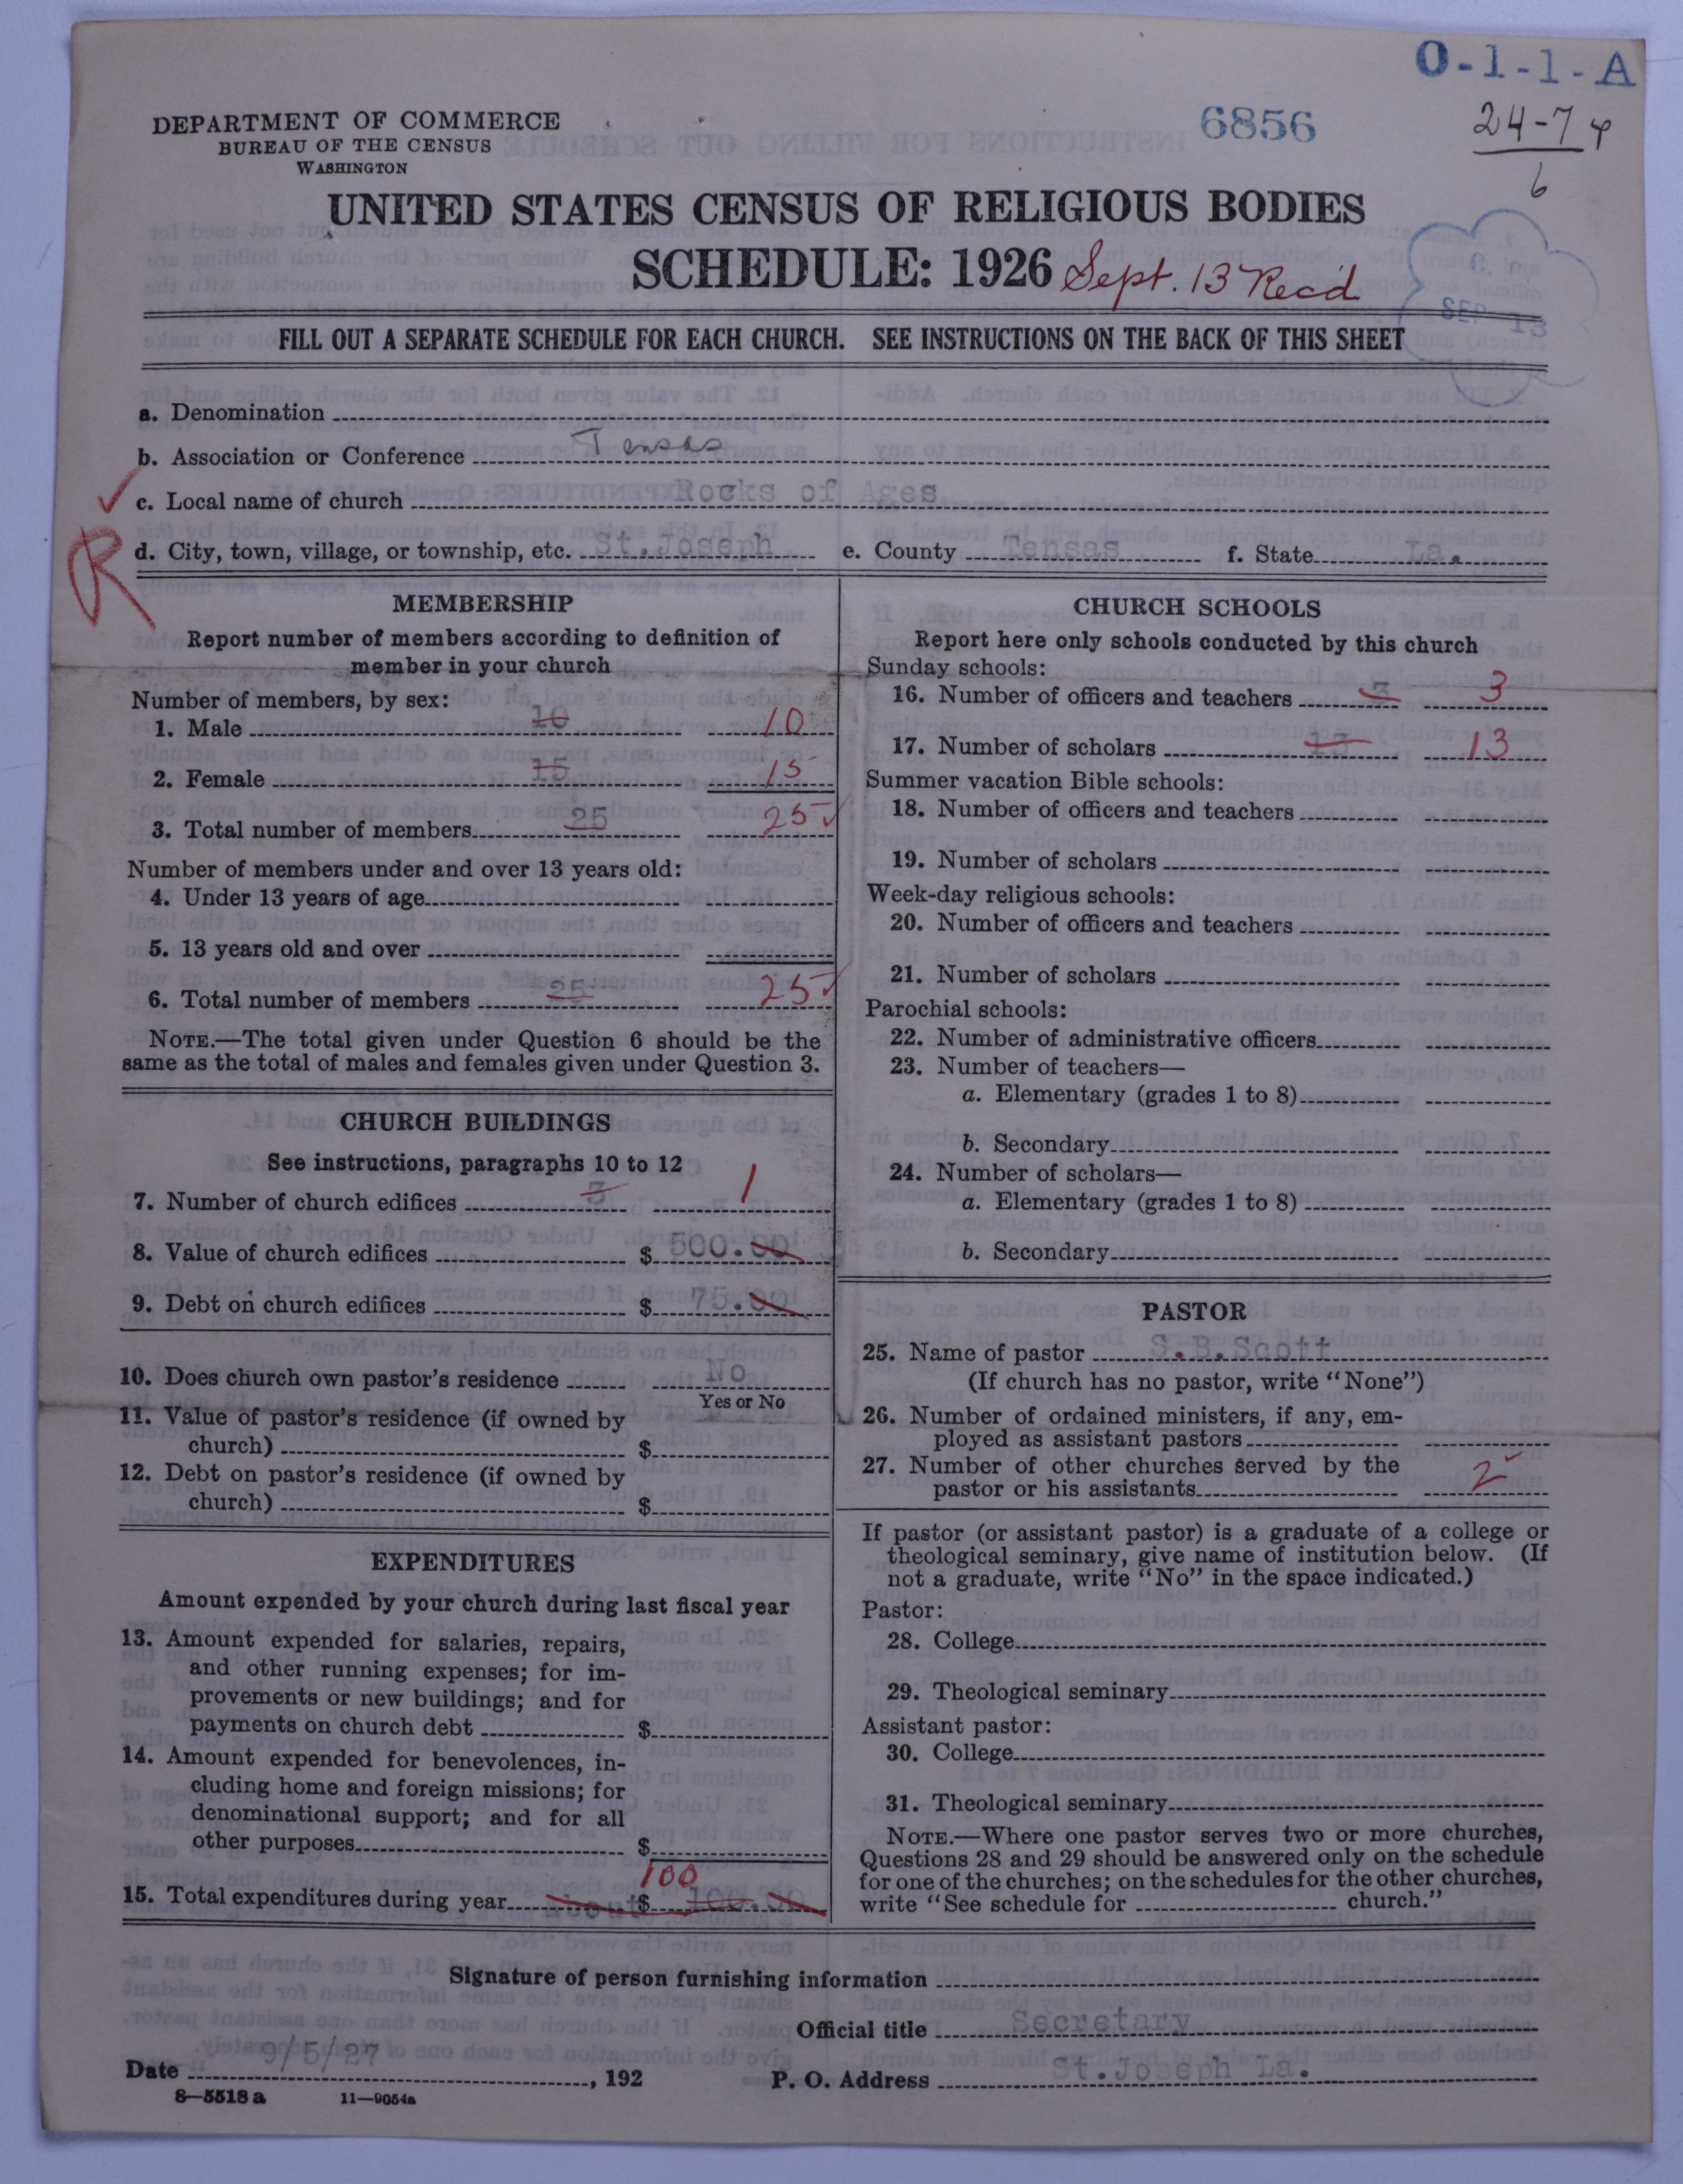 O-1-1-A
DEPARTMENT OF COMMERCE
BUREAU OF THE CENSUS
WASHINGTON
6856
24-7
6
UNITED STATES CENSUS OF RELIGIOUS BODIES
SCHEDULE: 1926 Sept. 13 Rec'd
SEP 13
FILL OUT A SEPARATE SCHEDULE FOR EACH CHURCH. SEE INSTRUCTIONS ON THE BACK OF THIS SHEET
a. Denomination
b. Association or Conference Tensas
c. Local name of church Rocks of Ages
R
d. City, town, village, or township, etc. St.Joseph e. County Tensas f. State La.
MEMBERSHIP
Report number of members according to definition of
member in your church
Number of members, by sex:
1. Male 10 10
2. Female 15 15
3. Total number of members 25 25
Number of members under and over 13 years old:
4. Under 13 years of age
5. 13 years old and over
6. Total number of members 25 25
NOTE.—The total given under Question 6 should be the
same as the total of males and females given under Question 3.
CHURCH BUILDINGS
See instructions, paragraphs 10 to 12
7. Number of church edifices 3 1
8. Value of church edifices $ 500.00
9. Debt on church edifices $ 75.00
10. Does church own pastor's residence No
Yes or No
11. Value of pastor's residence (if owned by
church) $
12. Debt on pastor's residence (if owned by
church) $
EXPENDITURES
Amount expended by your church during last fiscal year
13. Amount expended for salaries, repairs,
and other running expenses; for im-
provements or new buildings; and for
payments on church debt $
14. Amount expended for benevolences, in-
cluding home and foreign missions; for
denominational support; and for all
other purposes $
100
15. Total expenditures during year About $ 100.00
CHURCH SCHOOLS
Report here only schools conducted by this church
Sunday schools:
16. Number of officers and teachers 3 3
17. Number of scholars 13 13
Summer vacation Bible schools:
18. Number of officers and teachers
19. Number of scholars
Week-day religious schools:
20. Number of officers and teachers
21. Number of scholars
Parochial schools:
22. Number of administrative officers
23. Number of teachers—
a. Elementary (grades 1 to 8)
b. Secondary
24. Number of scholars—
a. Elementary (grades 1 to 8)
b. Secondary
PASTOR
25. Name of pastor S.B.Scott
(If church has no pastor, write "None")
26. Number of ordained ministers, if any, em-
ployed as assistant pastors
27. Number of other churches served by the
pastor or his assistants 2
If pastor (or assistant pastor) is a graduate of a college or
theological seminary, give name of institution below. (If
not a graduate, write "No" in the space indicated.)
Pastor:
28. College
29. Theological seminary
Assistant pastor:
30. College
31. Theological seminary
NOTE.—Where one pastor serves two or more churches,
Questions 28 and 29 should be answered only on the schedule
for one of the churches; on the schedules for the other churches,
write "See schedule for church."
Signature of person furnishing information
Official title Secretary
Date 9/5/27, 192 P. O. Address St.Joseph La.
8—5518 a 11—9054a